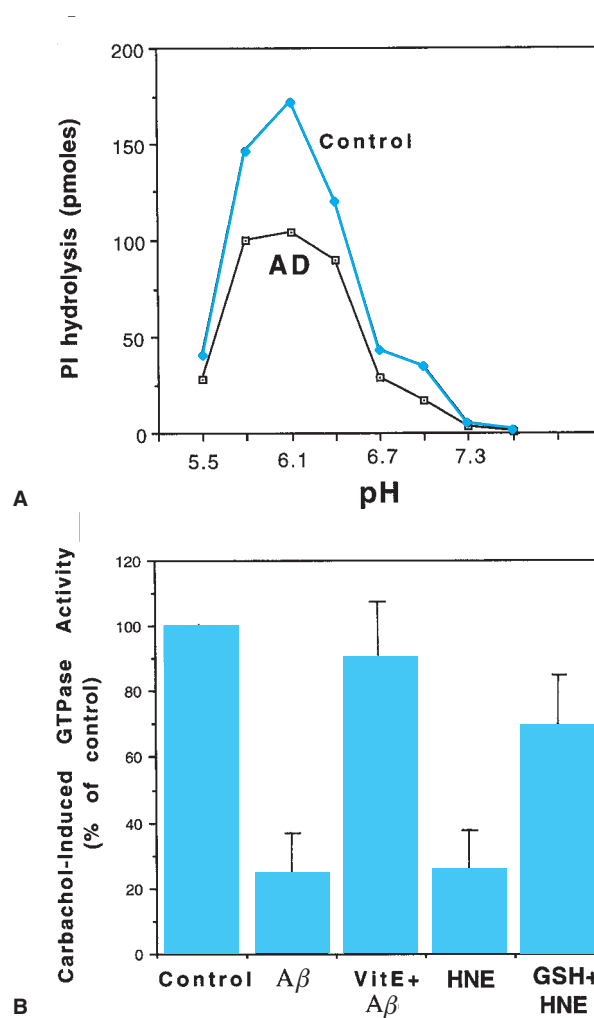 200
150
100
50
0
PI hydrolysis (pmoles)
Control
AD
5.5 6.1 6.7 7.3
pH
A
120
100
80
60
40
20
0
Carbachol-Induced GTPase Activity
(% of control)
Control Aβ VitE+ HNE GSH+
Aβ HNE
B